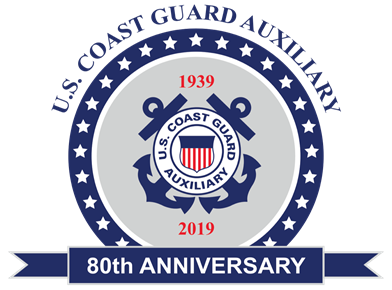 U.S. COAST GUARD AUXILIARY
1939
U.S. COAST GUARD
AUXILIARY
2019
80th ANNIVERSARY